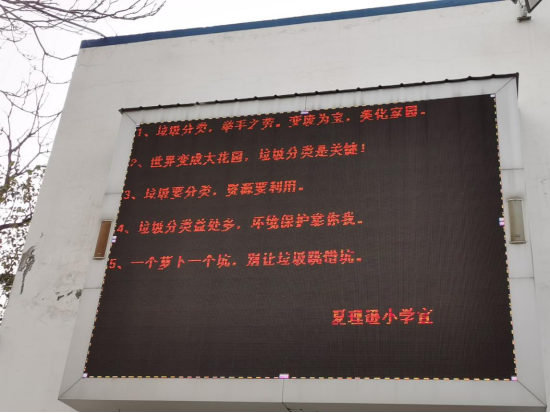 1、垃圾分类，举手之劳。变废为宝，美化家园。
2、世界变成大花园，垃圾分类是关键！
3、垃圾要分类，资源要利用。
4、垃圾分类益处多，环境保护靠你我。
5、一个萝卜一个坑，别让垃圾跳错坑。
夏理逊小学宣